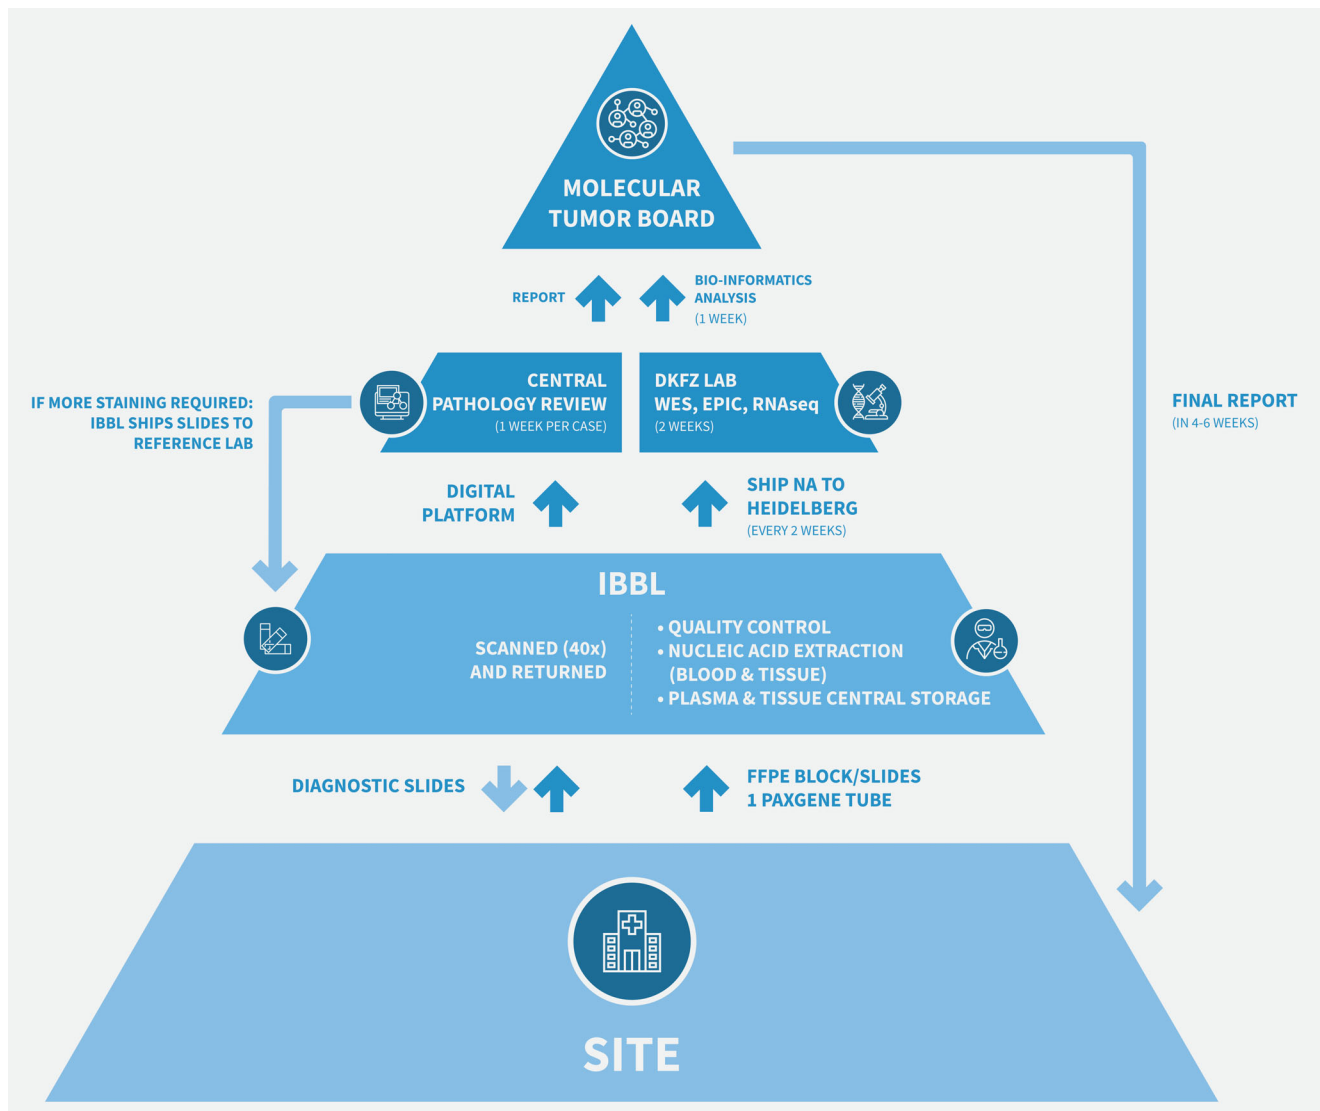 MOLECULAR
TUMOR BOARD
REPORT
BIO-INFORMATICS
ANALYSIS
(1 WEEK)
IF MORE STAINING REQUIRED:
IBBL SHIPS SLIDES TO
REFERENCE LAB
CENTRAL
PATHOLOGY REVIEW
(1 WEEK PER CASE)
DKFZ LAB
WES, EPIC, RNAseq
(2 WEEKS)
FINAL REPORT
(IN 4-6 WEEKS)
DIGITAL
PLATFORM
SHIP NA TO
HEIDELBERG
(EVERY 2 WEEKS)
IBBL
SCANNED (40x)
AND RETURNED
• QUALITY CONTROL
• NUCLEIC ACID EXTRACTION
(BLOOD & TISSUE)
• PLASMA & TISSUE CENTRAL STORAGE
DIAGNOSTIC SLIDES
FFPE BLOCK/SLIDES
1 PAXGENE TUBE
SITE